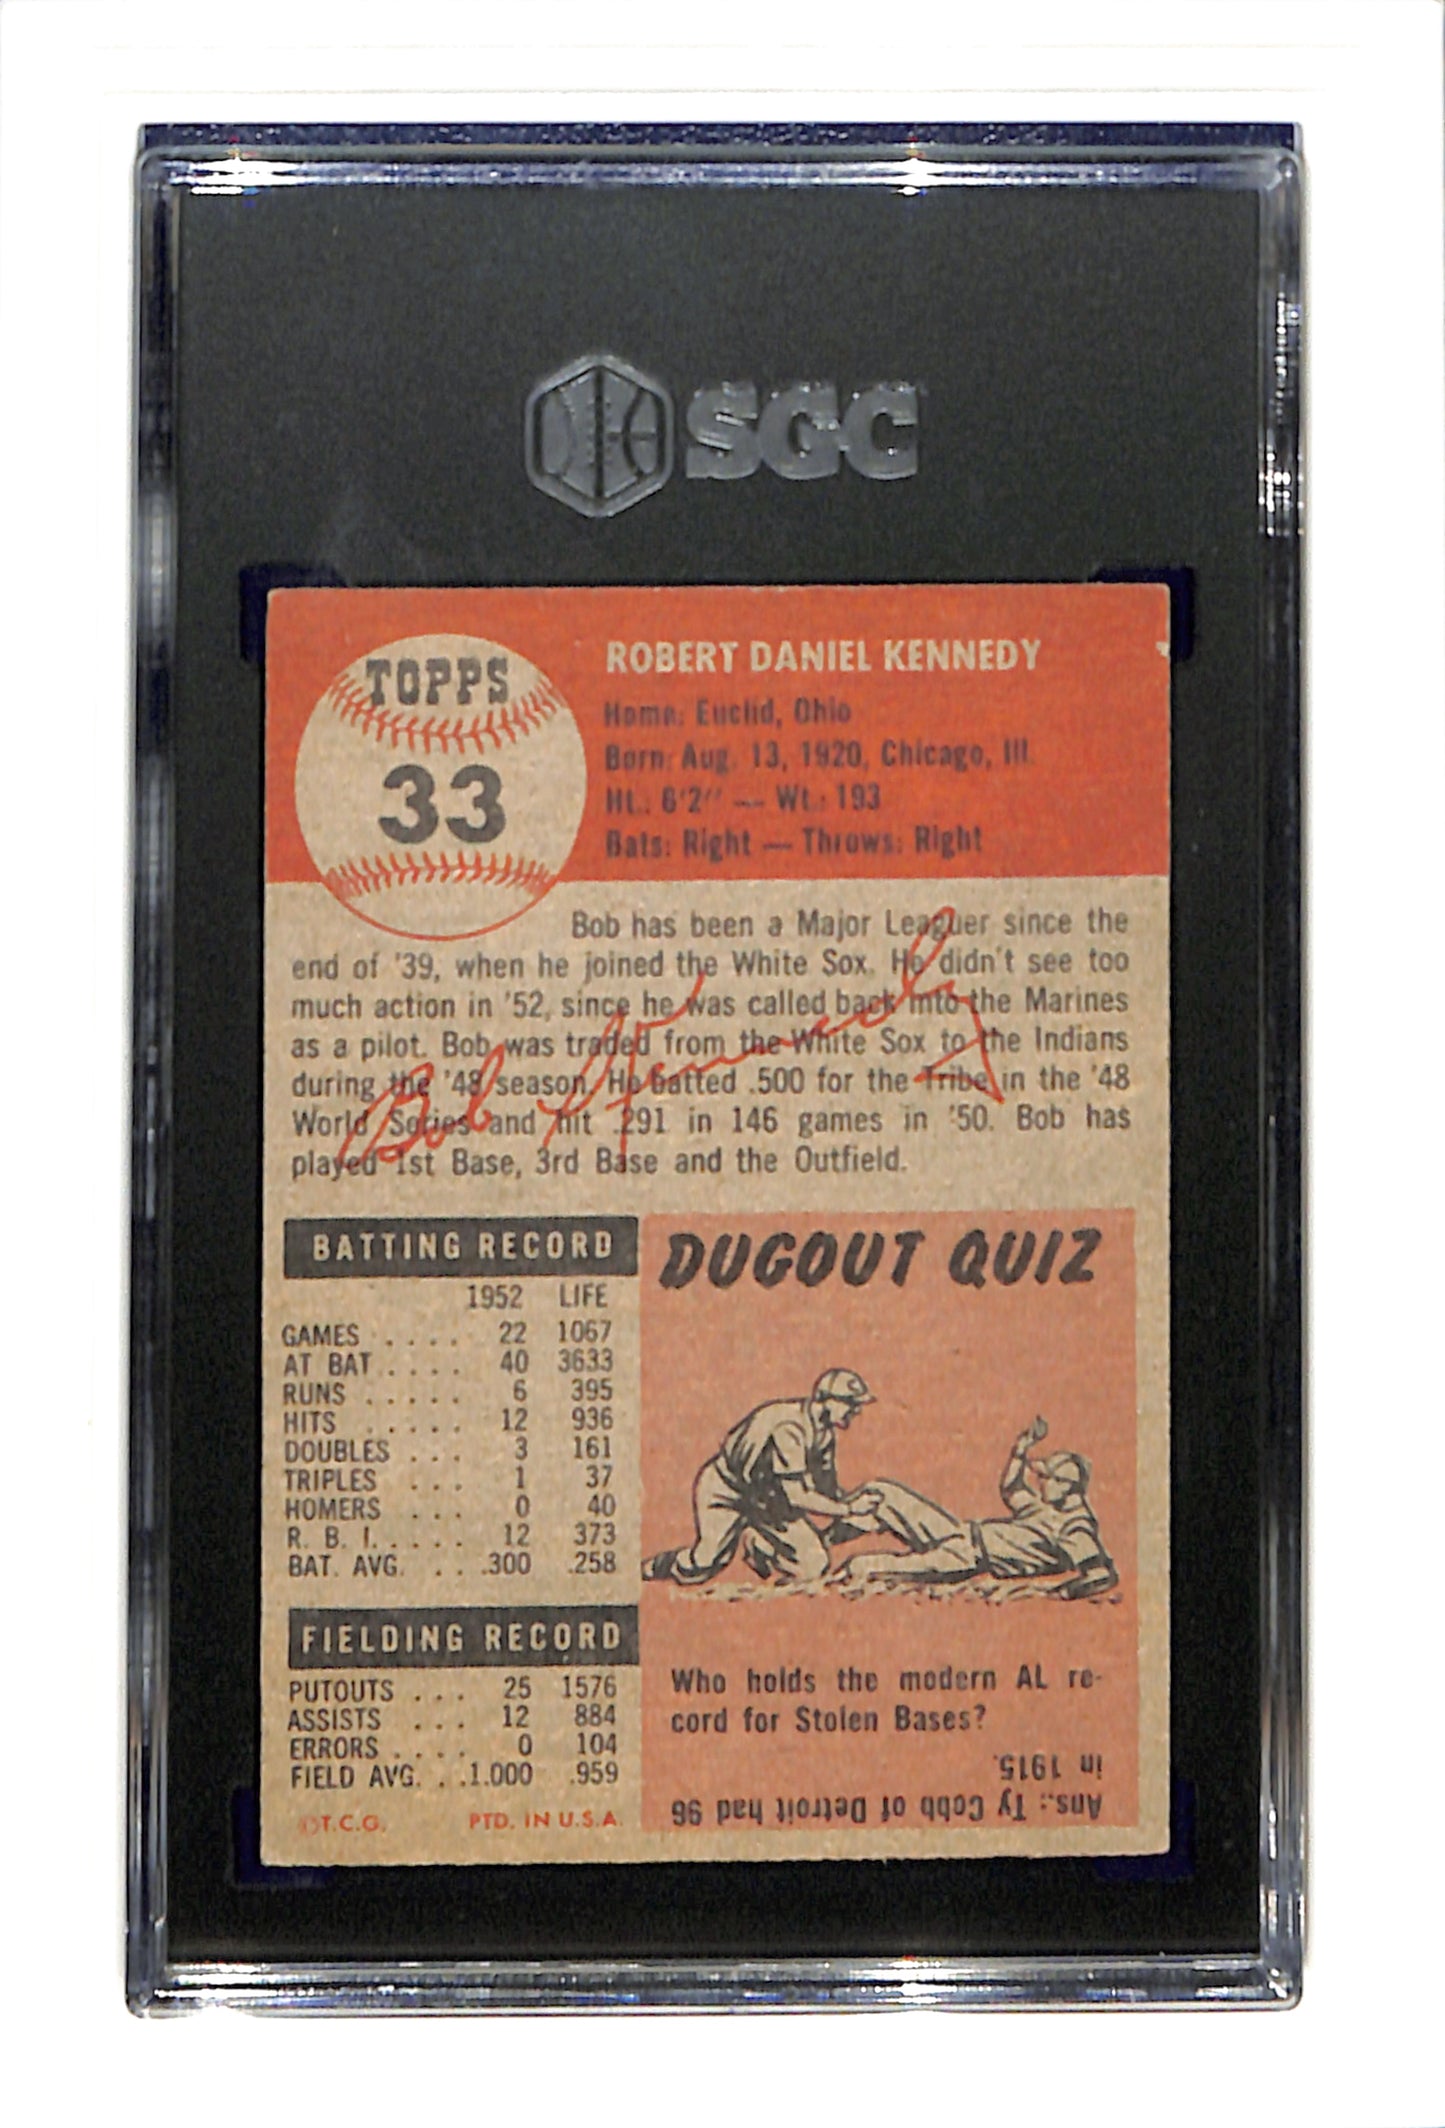 SGC
TOPPS
33
ROBERT DANIEL KENNEDY
Home: Euclid, Ohio
Born: Aug. 13, 1920, Chicago, Ill.
Ht.: 6'2" — Wt.: 193
Bats: Right — Throws: Right
Bob has been a Major Leaguer since the
end of '39, when he joined the White Sox. He didn't see too
much action in '52, since he was called back into the Marines
as a pilot. Bob was traded from the White Sox to the Indians
during the '48 season. He batted .500 for the Tribe in the '48
World Series and hit .291 in 146 games in '50. Bob has
played 1st Base, 3rd Base and the Outfield.
Bob Kennedy
BATTING RECORD
1952 LIFE
GAMES . . . . 22 1067
AT BAT . . . . 40 3633
RUNS . . . . . 6 395
HITS . . . . . 12 936
DOUBLES . . . 3 161
TRIPLES . . . 1 37
HOMERS . . . 0 40
R. B. I. . . . . 12 373
BAT. AVG. . . .300 .258
FIELDING RECORD
PUTOUTS . . . 25 1576
ASSISTS . . . 12 884
ERRORS . . . . 0 104
FIELD AVG. . .1.000 .959
©T.C.G. PTD. IN U.S.A.
DUGOUT QUIZ
Who holds the modern AL re-
cord for Stolen Bases?
Ans.: Ty Cobb of Detroit had 96
in 1915.